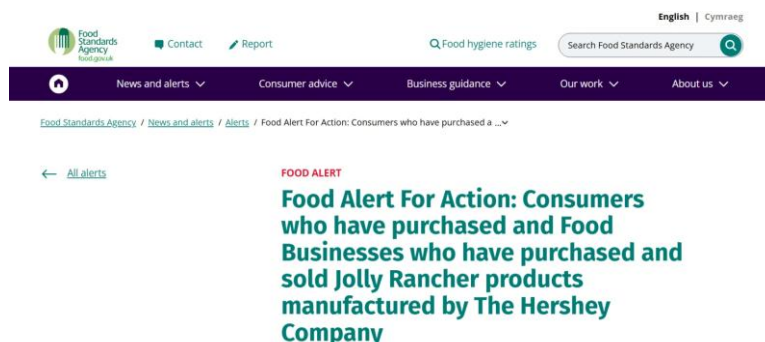 English | Cymraeg
Food
Standards
Agency
food.gov.uk
Contact
Report
Food hygiene ratings
Search Food Standards Agency
News and alerts
Consumer advice
Business guidance
Our work
About us
Food Standards Agency / News and alerts / Alerts / Food Alert For Action: Consumers who have purchased a ...
← All alerts
FOOD ALERT
Food Alert For Action: Consumers
who have purchased and Food
Businesses who have purchased and
sold Jolly Rancher products
manufactured by The Hershey
Company